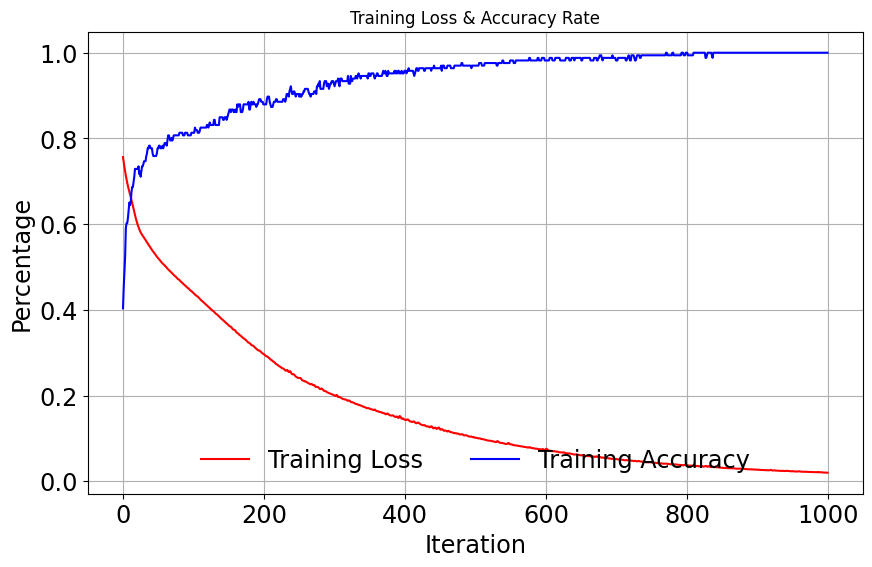 Training Loss & Accuracy Rate
1.0
0.8
0.6
0.4
0.2
0.0
Percentage
Training Loss
Training Accuracy
0 200 400 600 800 1000
Iteration